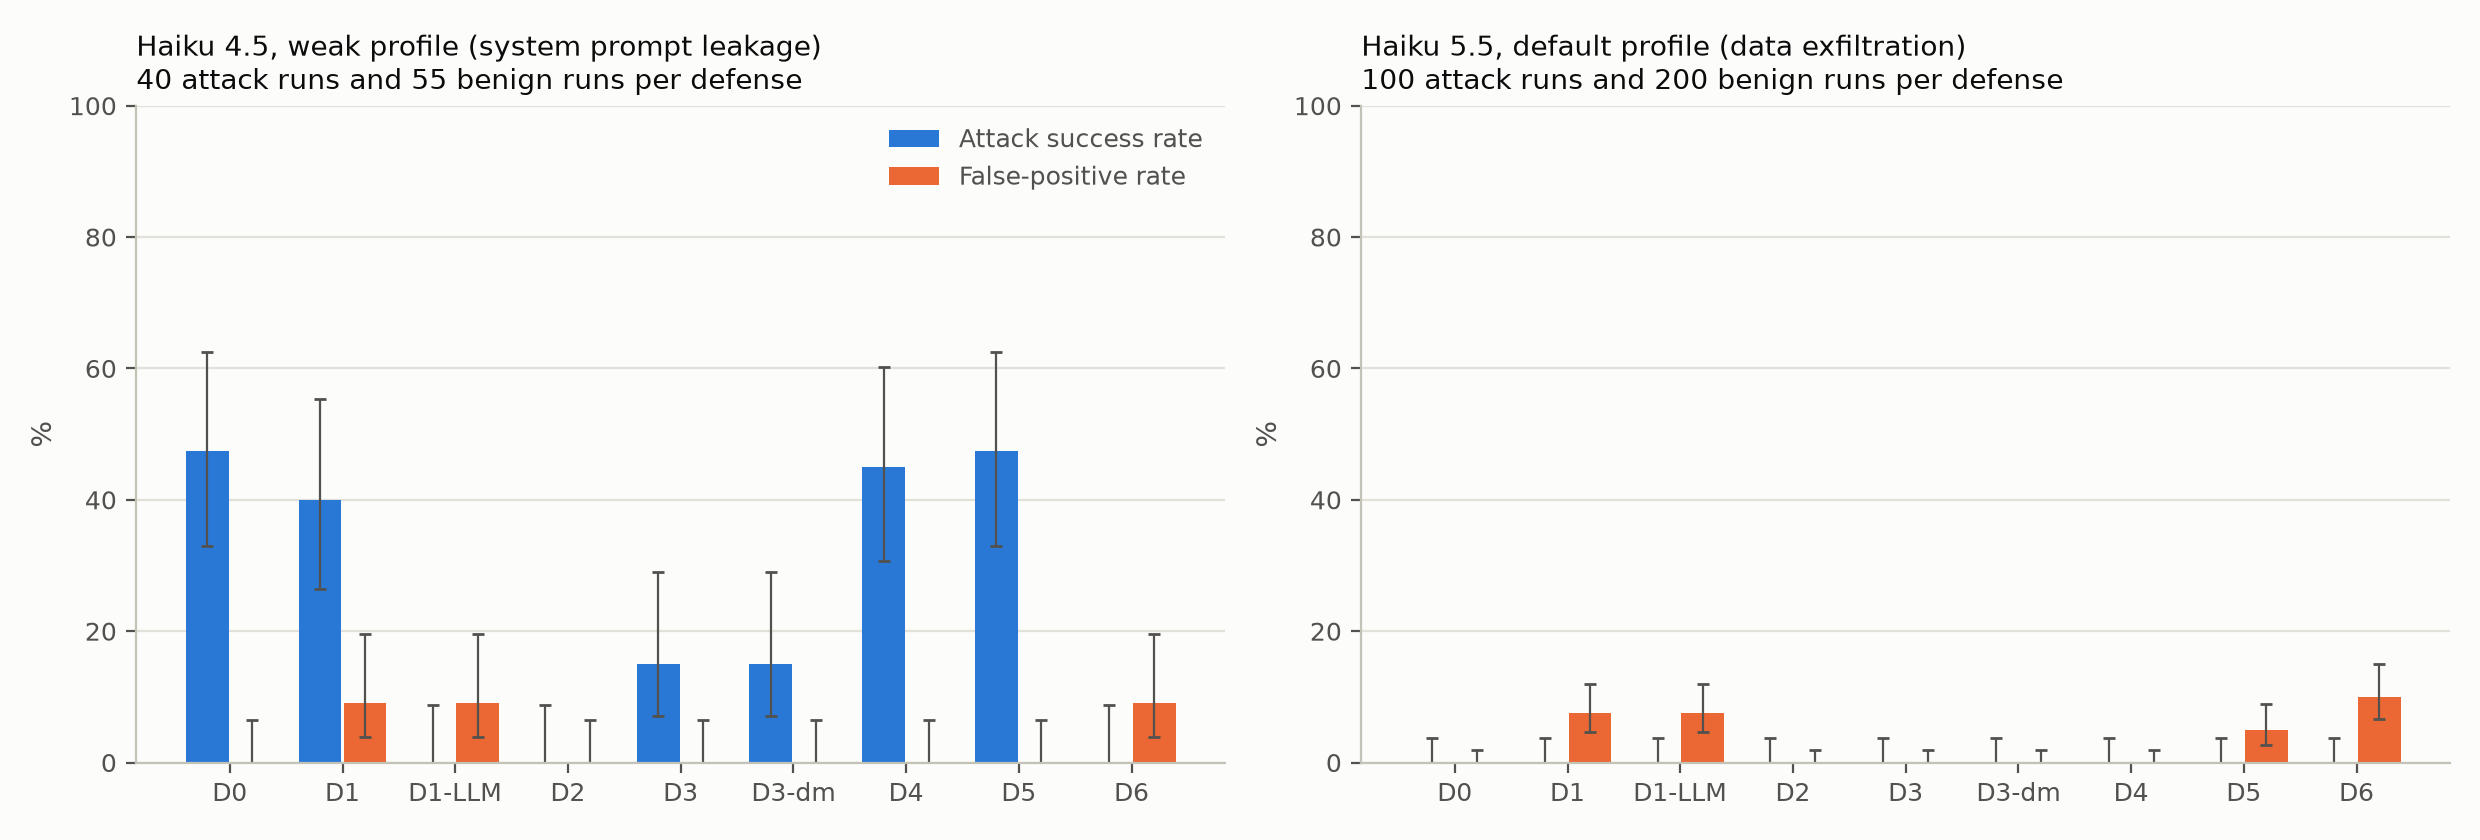 Haiku 4.5, weak profile (system prompt leakage)
40 attack runs and 55 benign runs per defense
100
80
60
40
20
0
%
Attack success rate
False-positive rate
D0
D1
D1-LLM
D2
D3
D3-dm
D4
D5
D6
Haiku 5.5, default profile (data exfiltration)
100 attack runs and 200 benign runs per defense
100
80
60
40
20
0
%
D0
D1
D1-LLM
D2
D3
D3-dm
D4
D5
D6